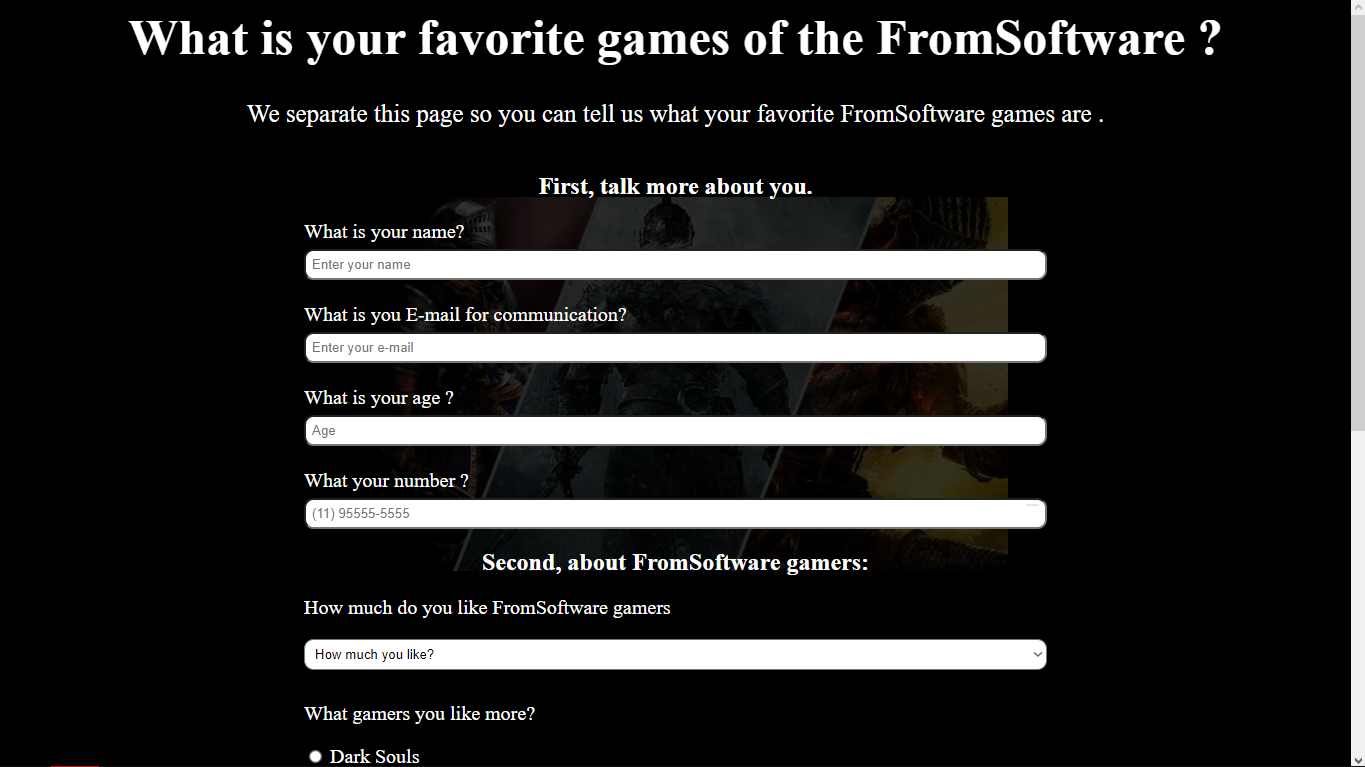 What is your favorite games of the FromSoftware ?
We separate this page so you can tell us what your favorite FromSoftware games are .
First, talk more about you.
What is your name?
Enter your name
What is you E-mail for communication?
Enter your e-mail
What is your age ?
Age
What your number ?
(11) 95555-5555
Second, about FromSoftware gamers:
How much do you like FromSoftware gamers
How much you like?
What gamers you like more?
Dark Souls